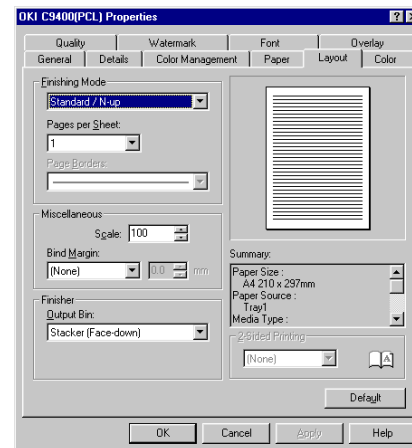 OKI C9400(PCL) Properties
Quality Watermark Font Overlay
General Details Color Management Paper Layout Color
Finishing Mode
Standard / N-up
Pages per Sheet:
1
Page Borders:
Miscellaneous
Scale: 100
Bind Margin:
(None) 0.0 mm
Finisher
Output Bin:
Stacker (Face-down)
Summary:
Paper Size :
A4 210 x 297mm
Paper Source :
Tray1
Media Type :
2-Sided Printing
(None) A
Default
OK Cancel Apply Help